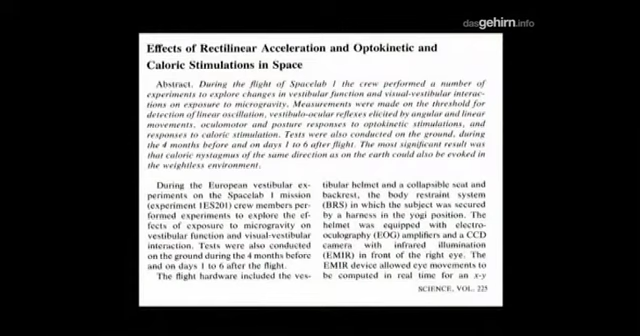 dasgehirn.info
Effects of Rectilinear Acceleration and Optokinetic and
Caloric Stimulations in Space
Abstract. During the flight of Spacelab 1 the crew performed a number of
experiments to explore changes in vestibular function and visual-vestibular interac-
tions on exposure to microgravity. Measurements were made on the threshold for
detection of linear oscillation, vestibulo-ocular reflexes elicited by angular and linear
movements, oculomotor and posture responses to optokinetic stimulations, and
responses to caloric stimulation. Tests were also conducted on the ground, during
the 4 months before and on days 1 to 6 after flight. The most significant result was
that caloric nystagmus of the same direction as on the earth could also be evoked in
the weightless environment.
During the European vestibular ex-
periments on the Spacelab 1 mission
(experiment 1ES201) crew members per-
formed experiments to explore the ef-
fects of exposure to microgravity on
vestibular function and visual-vestibular
interaction. Tests were also conducted
on the ground during the 4 months before
and on days 1 to 6 after the flight.
The flight hardware included the ves-
tibular helmet and a collapsible seat and
backrest, the body restraint system
(BRS) in which the subject was secured
by a harness in the yogi position. The
helmet was equipped with electro-
oculography (EOG) amplifiers and a CCD
camera with infrared illumination
(EMIR) in front of the right eye. The
EMIR device allowed eye movements to
be computed in real time for an x-y
SCIENCE, VOL. 225